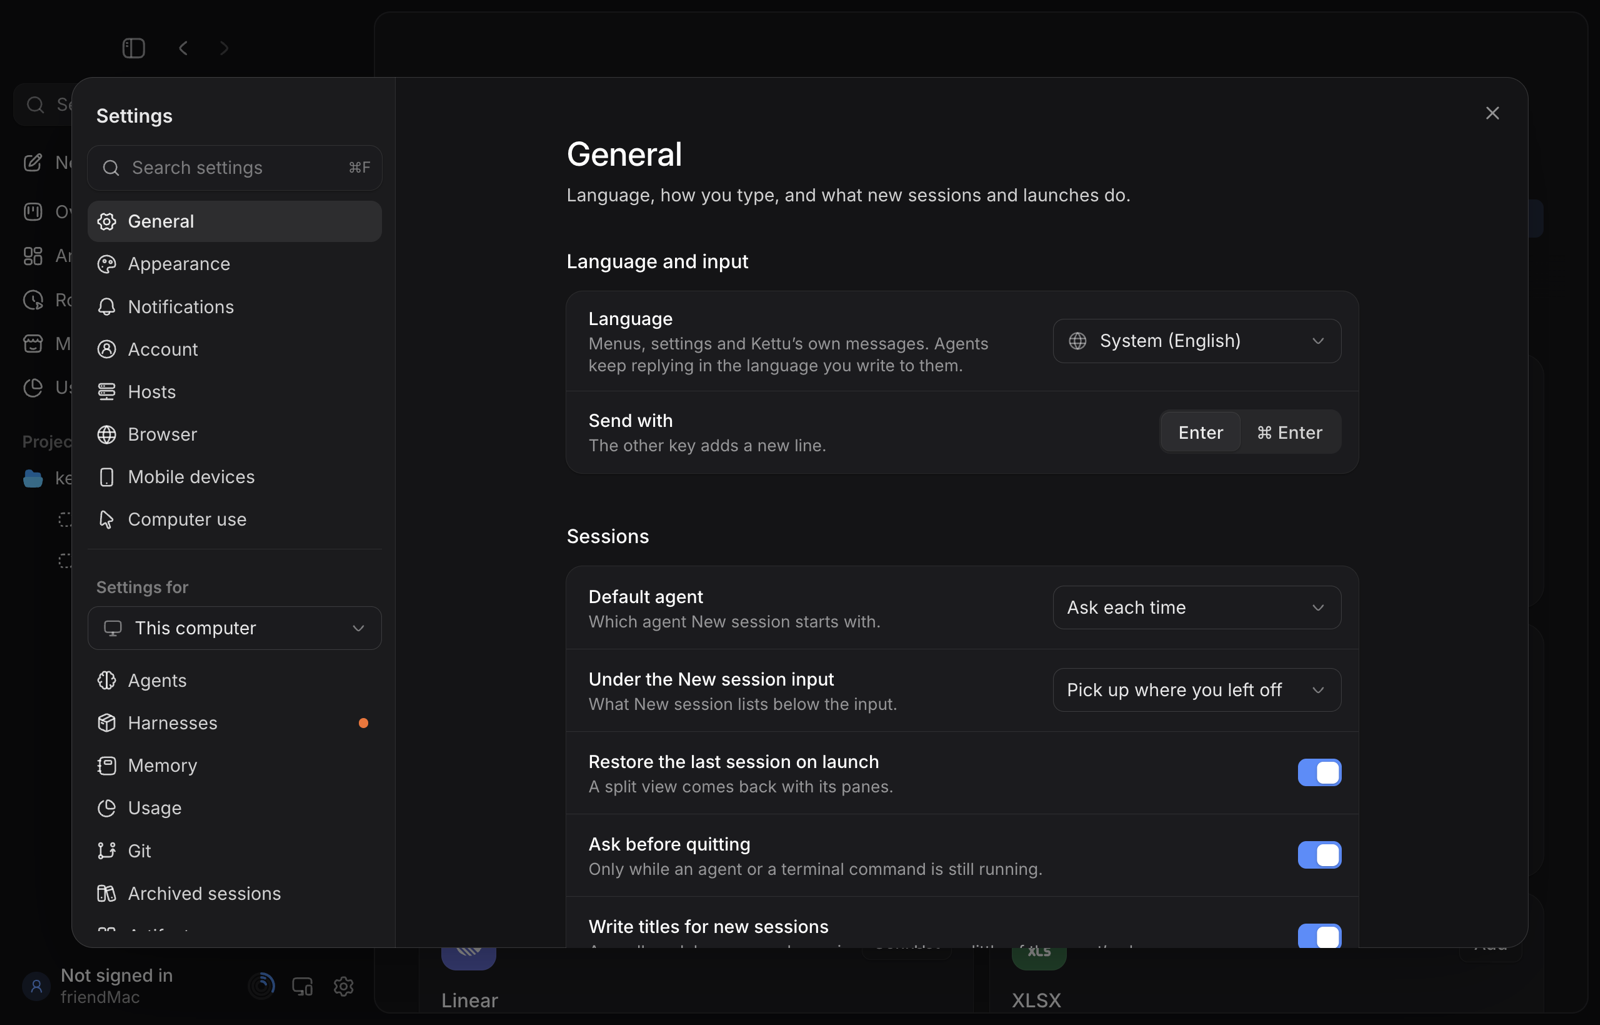 Settings
Search settings ⌘F
General
Appearance
Notifications
Account
Hosts
Browser
Mobile devices
Computer use
Settings for
This computer
Agents
Harnesses
Memory
Usage
Git
Archived sessions
General
Language, how you type, and what new sessions and launches do.
Language and input
Language
Menus, settings and Kettu’s own messages. Agents
keep replying in the language you write to them.
System (English)
Send with
The other key adds a new line.
Enter
⌘ Enter
Sessions
Default agent
Which agent New session starts with.
Ask each time
Under the New session input
What New session lists below the input.
Pick up where you left off
Restore the last session on launch
A split view comes back with its panes.
Ask before quitting
Only while an agent or a terminal command is still running.
Write titles for new sessions
Not signed in
friendMac
Linear
XLS
XLSX